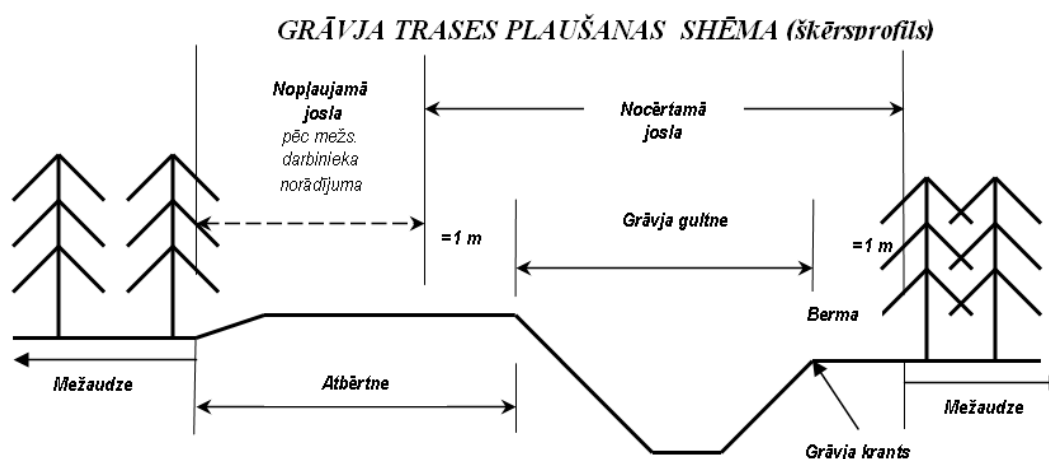 GRĀVJA TRASES PLAUŠANAS SHĒMA (šķērsprofils)
Nopļaujamā
josla
pēc mežs.
darbinieka
norādījuma
Nocērtamā
josla
=1 m
Grāvja gultne
=1 m
Berma
Mežaudze
Atbērtne
Mežaudze
Grāvja krants